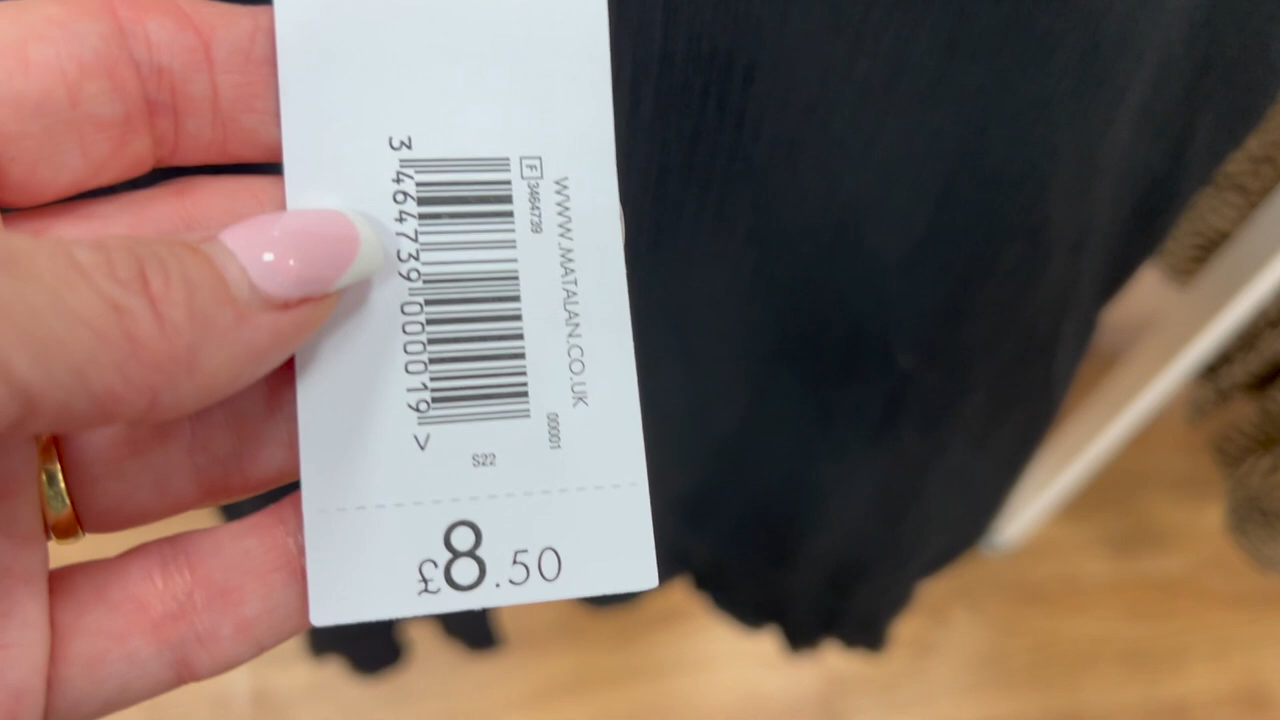 WWW.MATALAN.CO.UK
F 3464739
00001
3 464739 000019 >
S22
£8.50